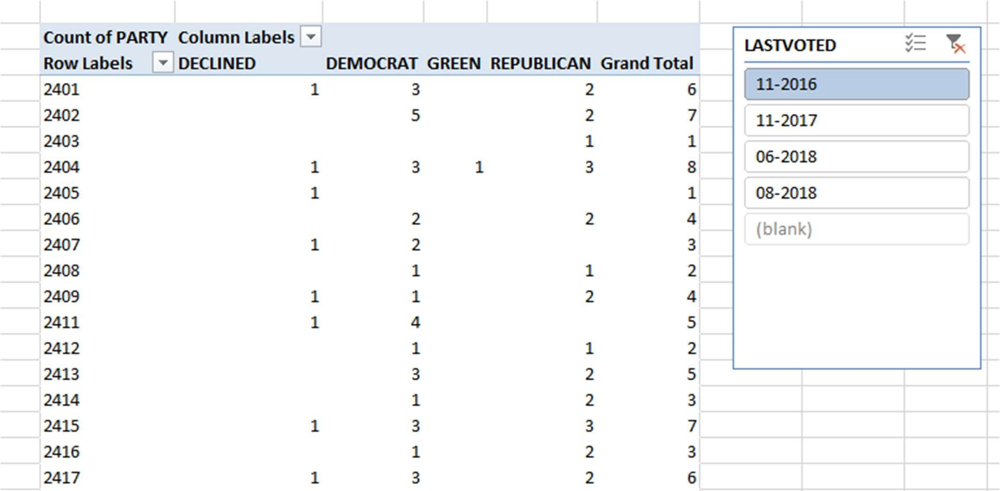 Count of PARTY Column Labels
Row Labels DECLINED DEMOCRAT GREEN REPUBLICAN Grand Total
2401 1 3 2 6
2402 5 2 7
2403 1 1
2404 1 3 1 3 8
2405 1 1
2406 2 2 4
2407 1 2 3
2408 1 1 2
2409 1 1 2 4
2411 1 4 5
2412 1 1 2
2413 3 2 5
2414 1 2 3
2415 1 3 3 7
2416 1 2 3
2417 1 3 2 6
LASTVOTED
11-2016
11-2017
06-2018
08-2018
(blank)